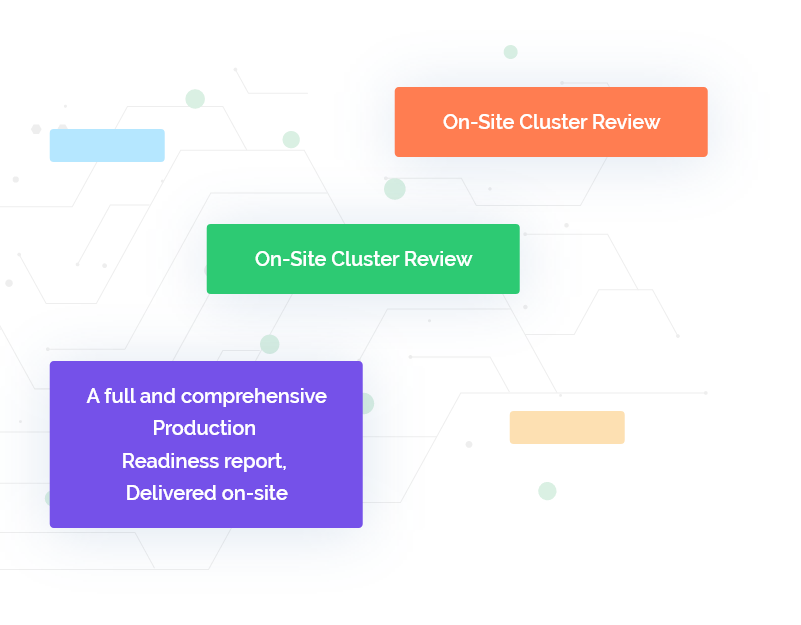 On-Site Cluster Review
On-Site Cluster Review
A full and comprehensive
Production
Readiness report,
Delivered on-site